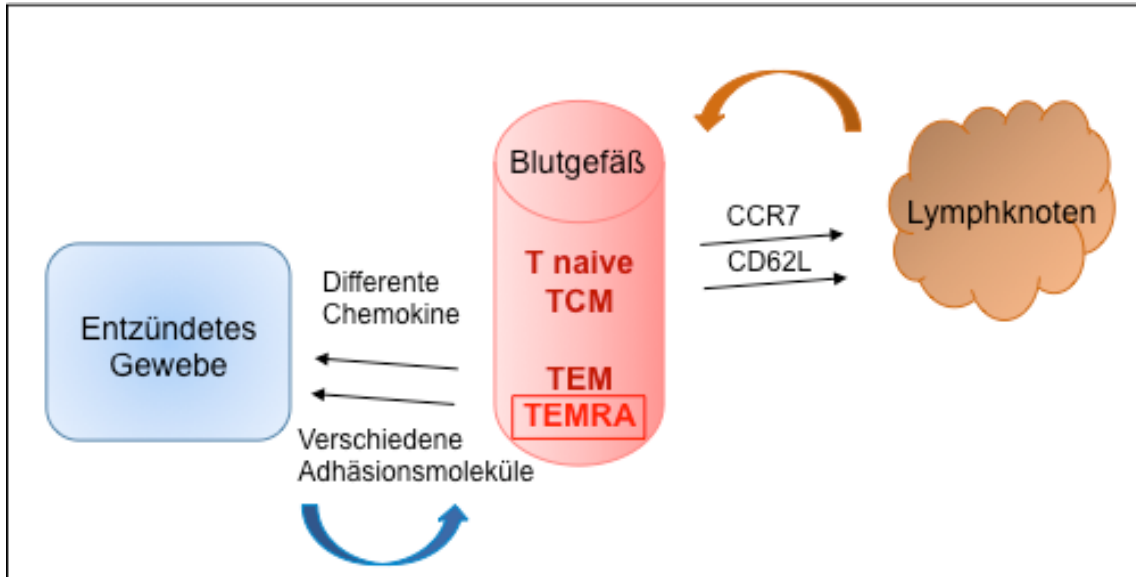 Blutgefäß
CCR7
Lymphknoten
CD62L
T naive
TCM
Differente
Chemokine
Entzündetes
Gewebe
TEM
TEMRA
Verschiedene
Adhäsionsmoleküle